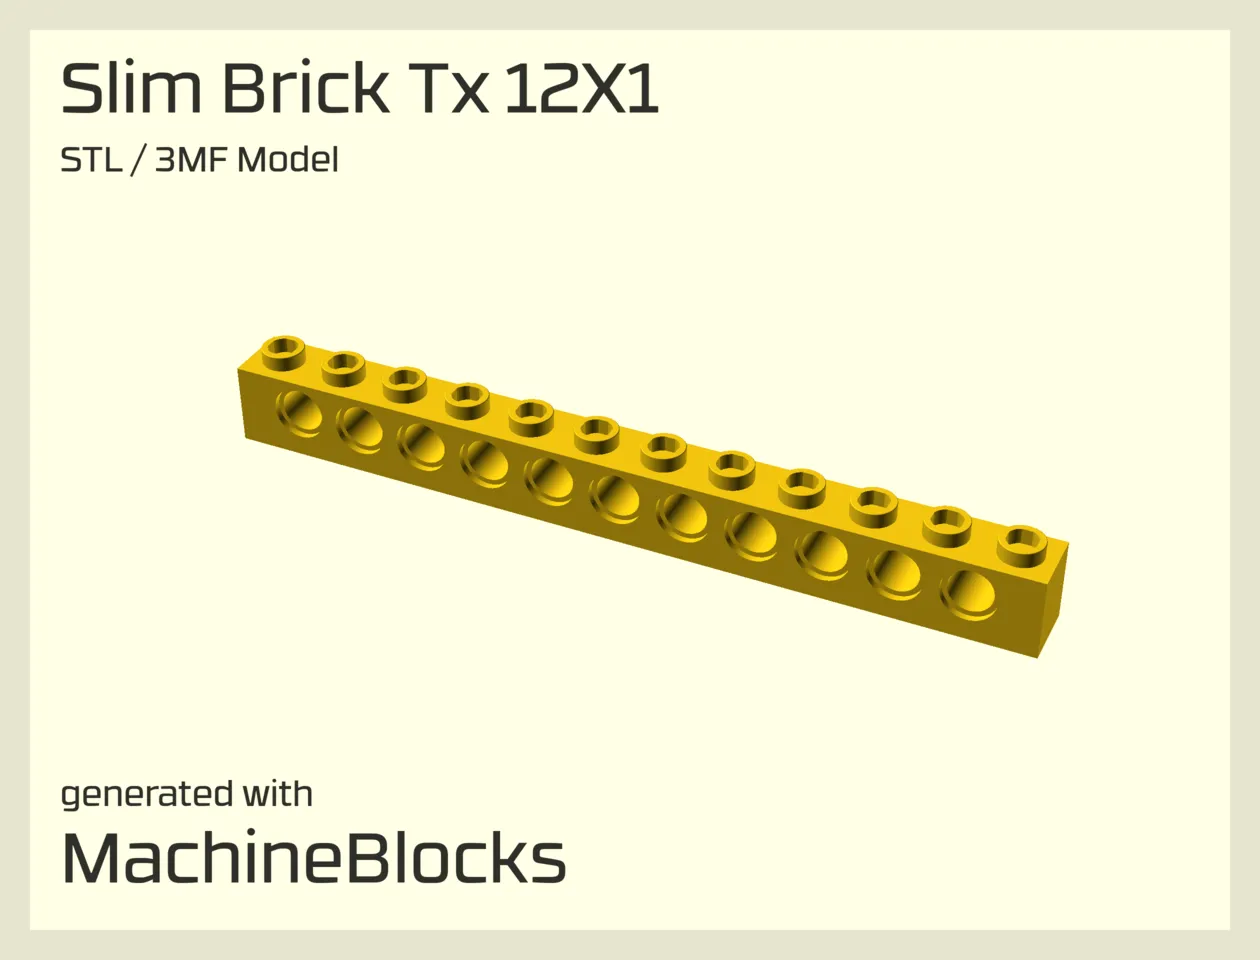 Slim Brick Tx 12X1
STL / 3MF Model
generated with
MachineBlocks